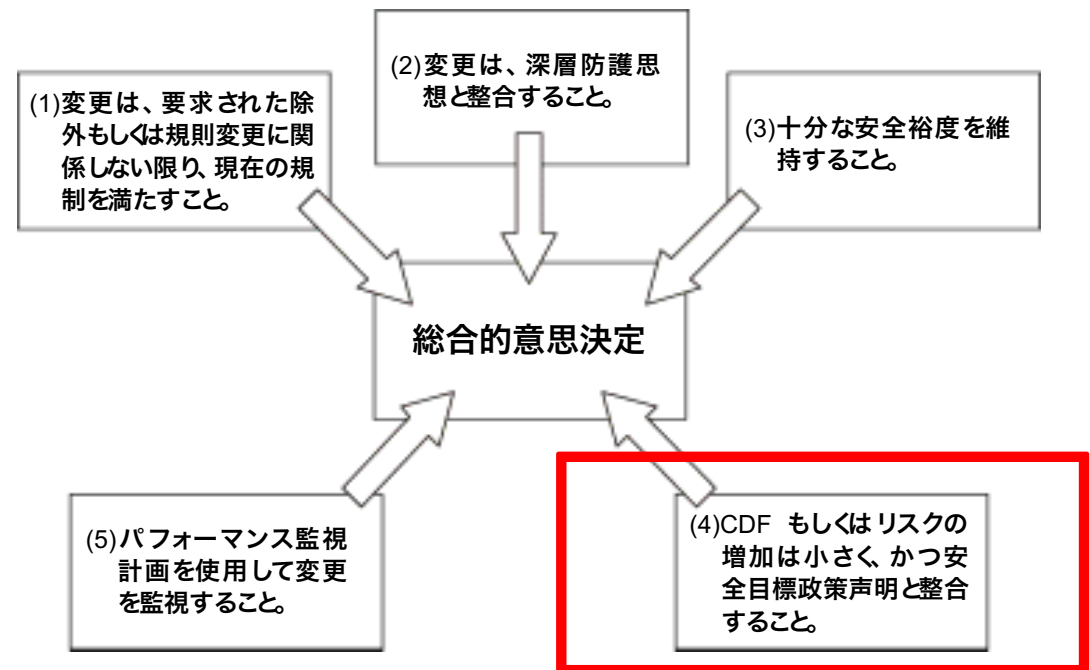 (1)変更は、要求された除
外もしくは規則変更に関
係しない限り、現在の規
制を満たすこと。
(2)変更は、深層防護思
想と整合すること。
(3)十分な安全裕度を維
持すること。
総合的意思決定
(4)CDF もしくはリスクの
増加は小さく、かつ安
全目標政策声明と整合
すること。
(5)パフォーマンス監視
計画を使用して変更
を監視すること。